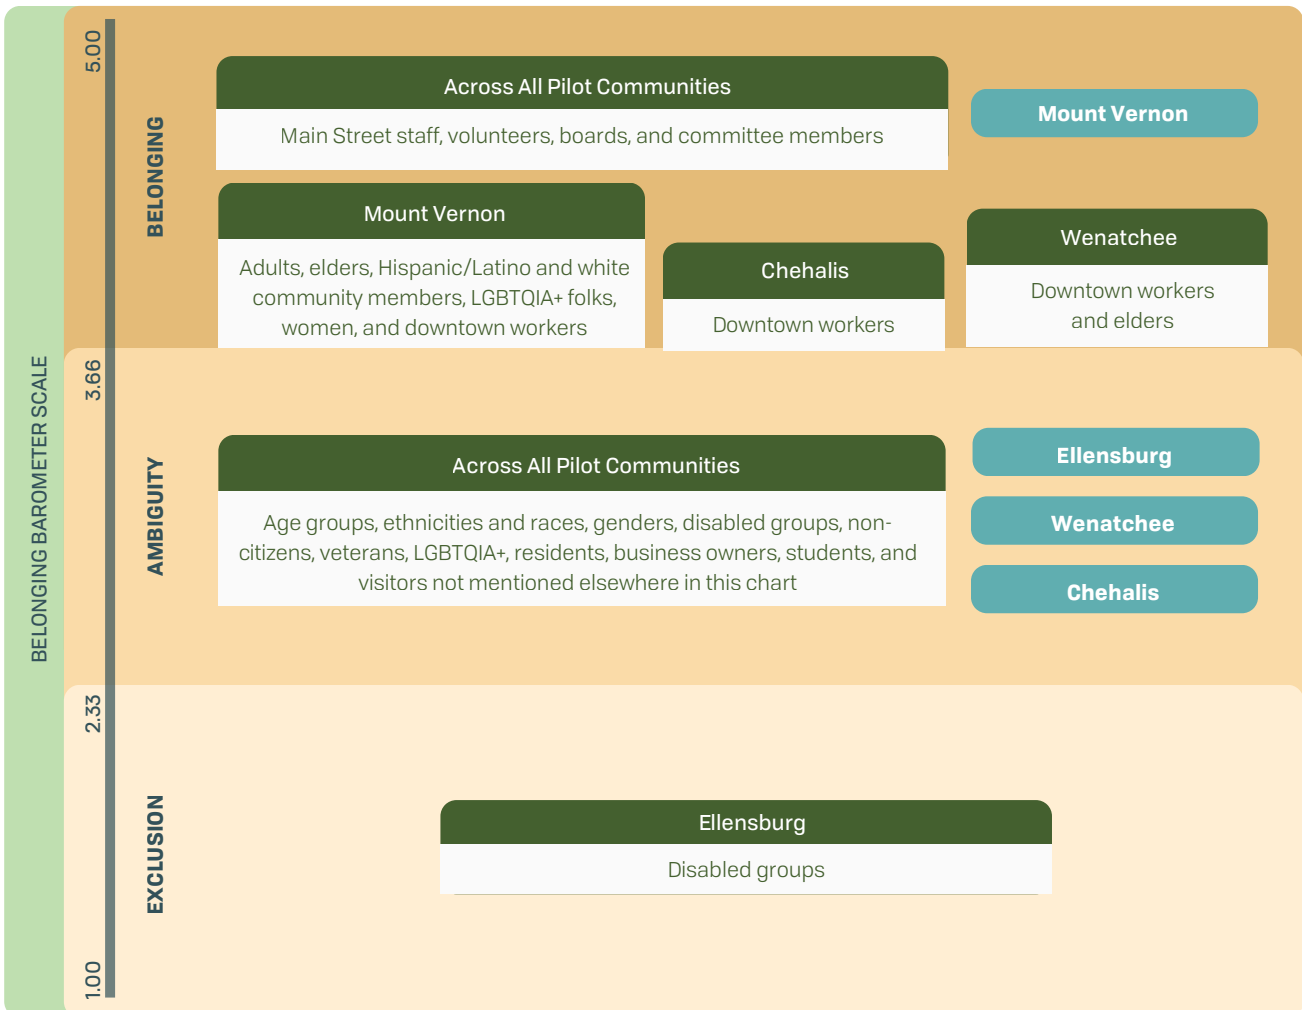 BELONGING BAROMETER SCALE
5.00
BELONGING
Across All Pilot Communities
Main Street staff, volunteers, boards, and committee members
Mount Vernon
Mount Vernon
Adults, elders, Hispanic/Latino and white
community members, LGBTQIA+ folks,
women, and downtown workers
Chehalis
Downtown workers
Wenatchee
Downtown workers
and elders
3.66
AMBIGUITY
Across All Pilot Communities
Age groups, ethnicities and races, genders, disabled groups, non-
citizens, veterans, LGBTQIA+, residents, business owners, students, and
visitors not mentioned elsewhere in this chart
Ellensburg
Wenatchee
Chehalis
2.33
EXCLUSION
Ellensburg
Disabled groups
1.00